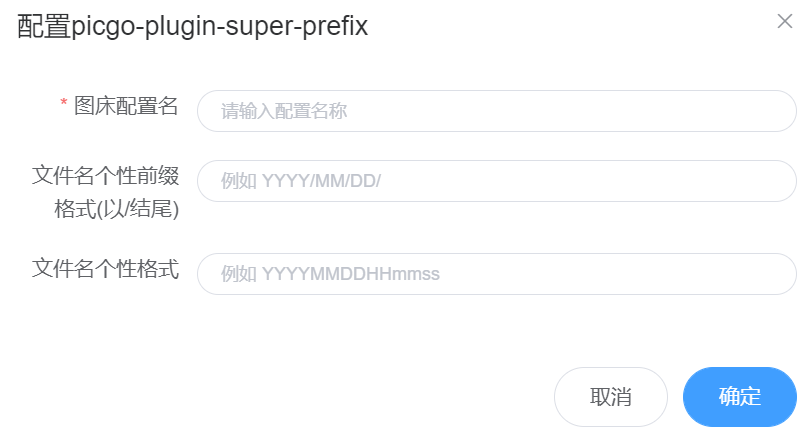 配置picgo-plugin-super-prefix
* 图床配置名
请输入配置名称
文件名个性前缀
格式(以/结尾)
例如 YYYY/MM/DD/
文件名个性格式
例如 YYYYMMDDHHmmss
取消
确定